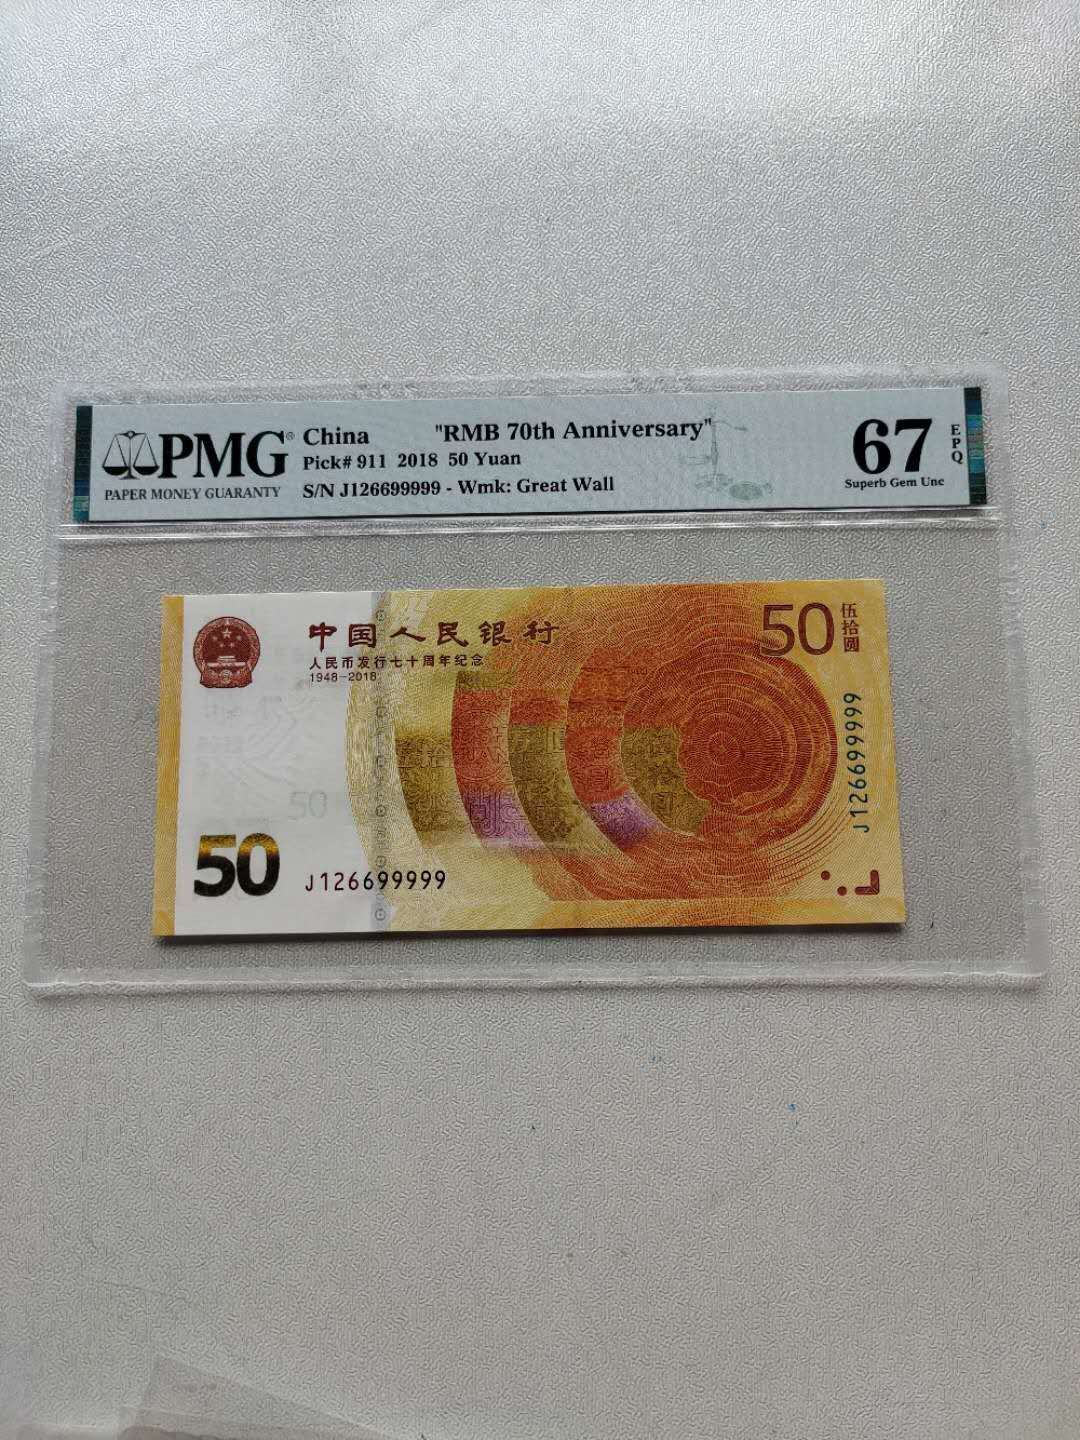 PMG®
PAPER MONEY GUARANTY
China "RMB 70th Anniversary"
Pick# 911 2018 50 Yuan
S/N J126699999 - Wmk: Great Wall
67
EPQ
Superb Gem Unc
中国人民银行
人民币发行七十周年纪念
1948-2018
50
伍拾圆
J126699999
50
50
J126699999